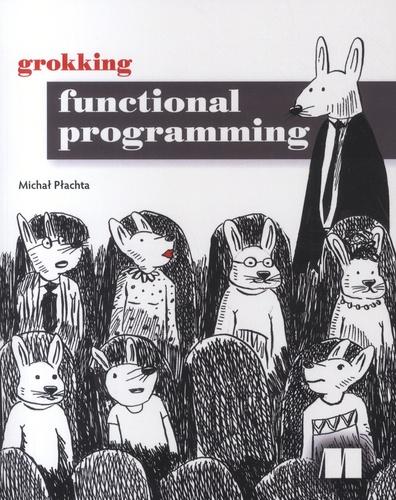 grokking
functional
programming
Michał Płachta